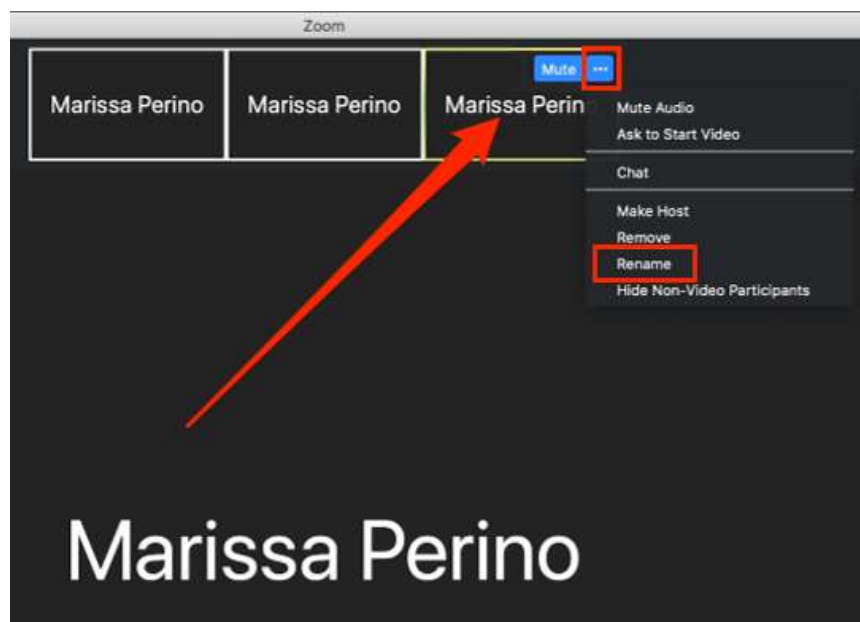 Zoom
Mute ...
Marissa Perino Marissa Perino Marissa Perin
Mute Audio
Ask to Start Video
Chat
Make Host
Remove
Rename
Hide Non-Video Participants
Marissa Perino